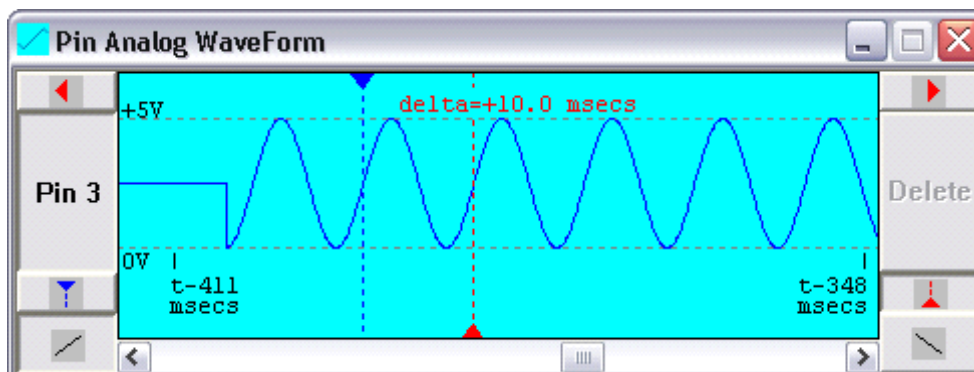 Pin Analog WaveForm
+5V
delta=+10.0 msecs
Pin 3
Delete
0V
t-411
msecs
t-348
msecs